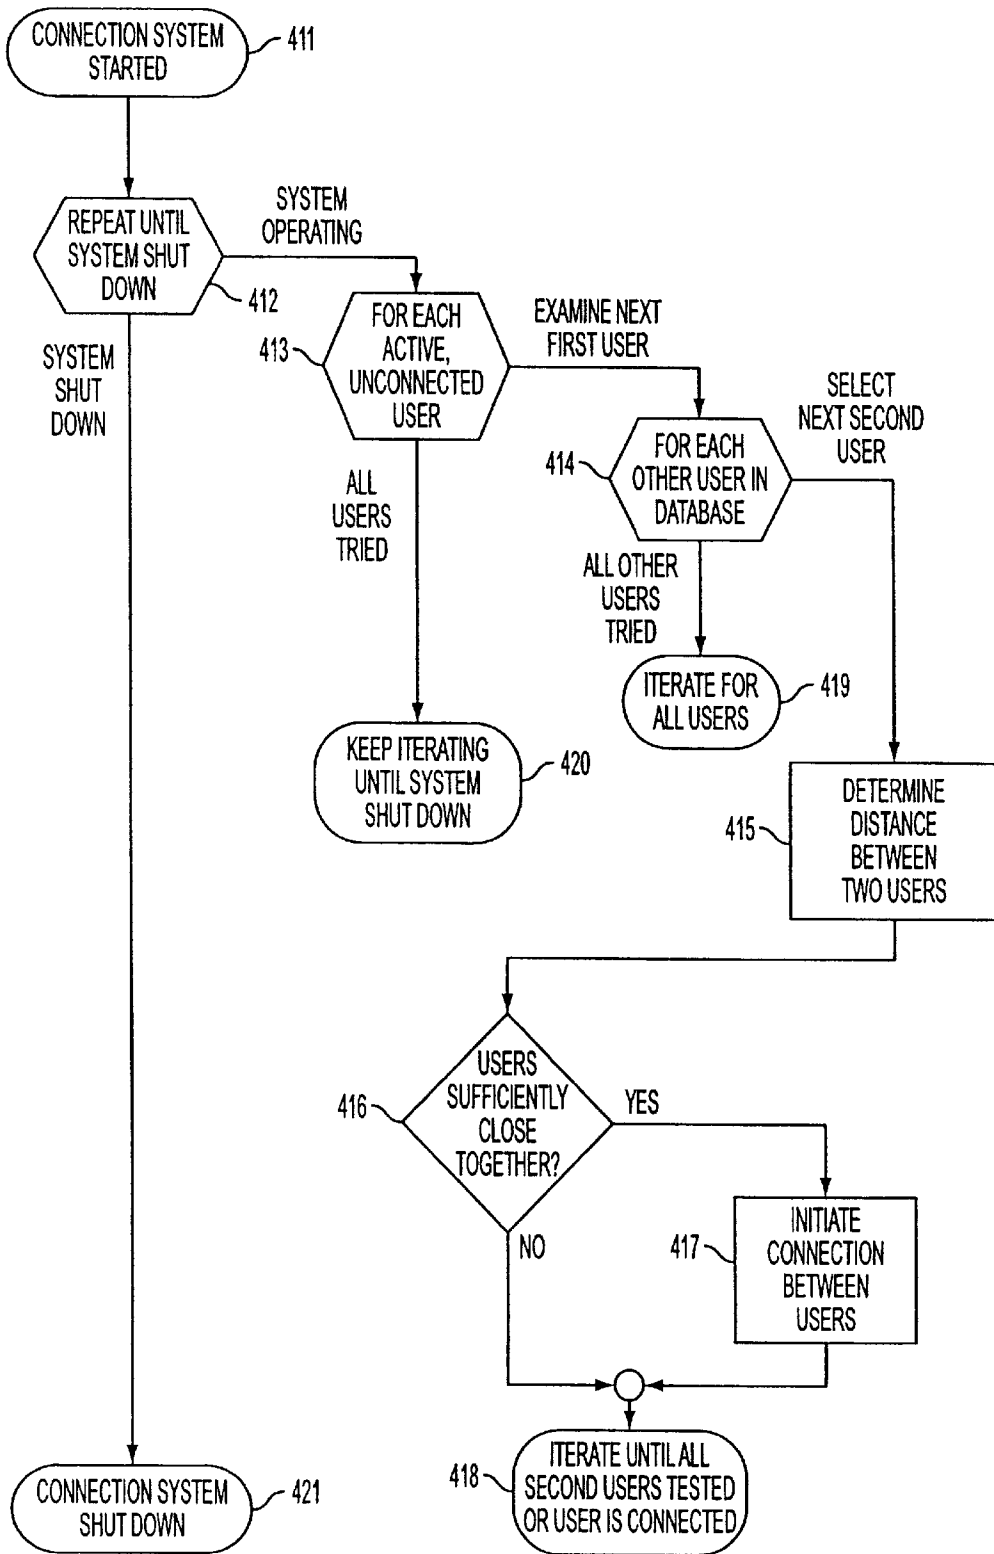 CONNECTION SYSTEM
STARTED
411
REPEAT UNTIL
SYSTEM SHUT
DOWN
412
SYSTEM
OPERATING
SYSTEM
SHUT
DOWN
413
FOR EACH
ACTIVE,
UNCONNECTED
USER
EXAMINE NEXT
FIRST USER
ALL
USERS
TRIED
414
FOR EACH
OTHER USER IN
DATABASE
SELECT
NEXT SECOND
USER
ALL OTHER
USERS
TRIED
ITERATE FOR
ALL USERS
419
KEEP ITERATING
UNTIL SYSTEM
SHUT DOWN
420
415
DETERMINE
DISTANCE
BETWEEN
TWO USERS
416
USERS
SUFFICIENTLY
CLOSE
TOGETHER?
YES
NO
417
INITIATE
CONNECTION
BETWEEN
USERS
418
ITERATE UNTIL ALL
SECOND USERS TESTED
OR USER IS CONNECTED
CONNECTION SYSTEM
SHUT DOWN
421